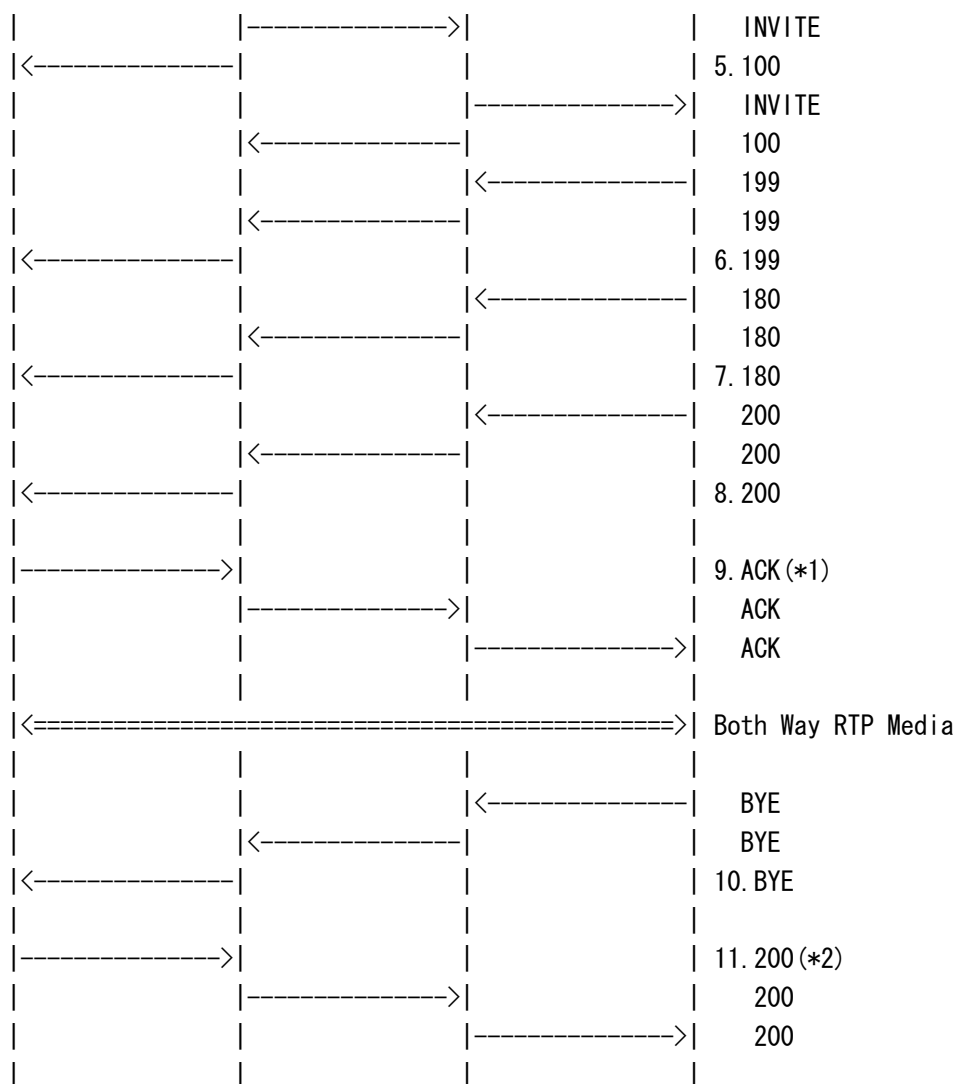 INVITE
5.100
INVITE
100
199
199
6.199
180
180
7.180
200
200
8.200
9.ACK(*1)
ACK
ACK
Both Way RTP Media
BYE
BYE
10.BYE
11.200(*2)
200
200